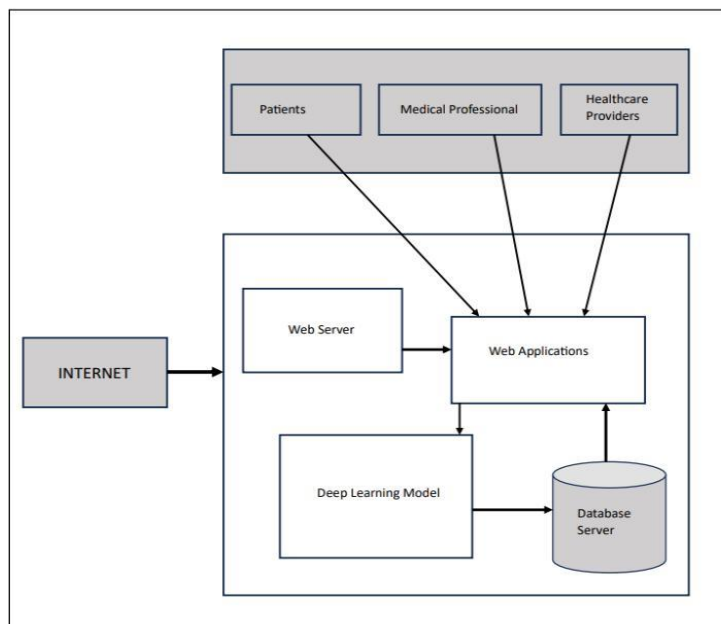 Patients
Medical Professional
Healthcare
Providers
Web Server
Web Applications
INTERNET
Deep Learning Model
Database
Server